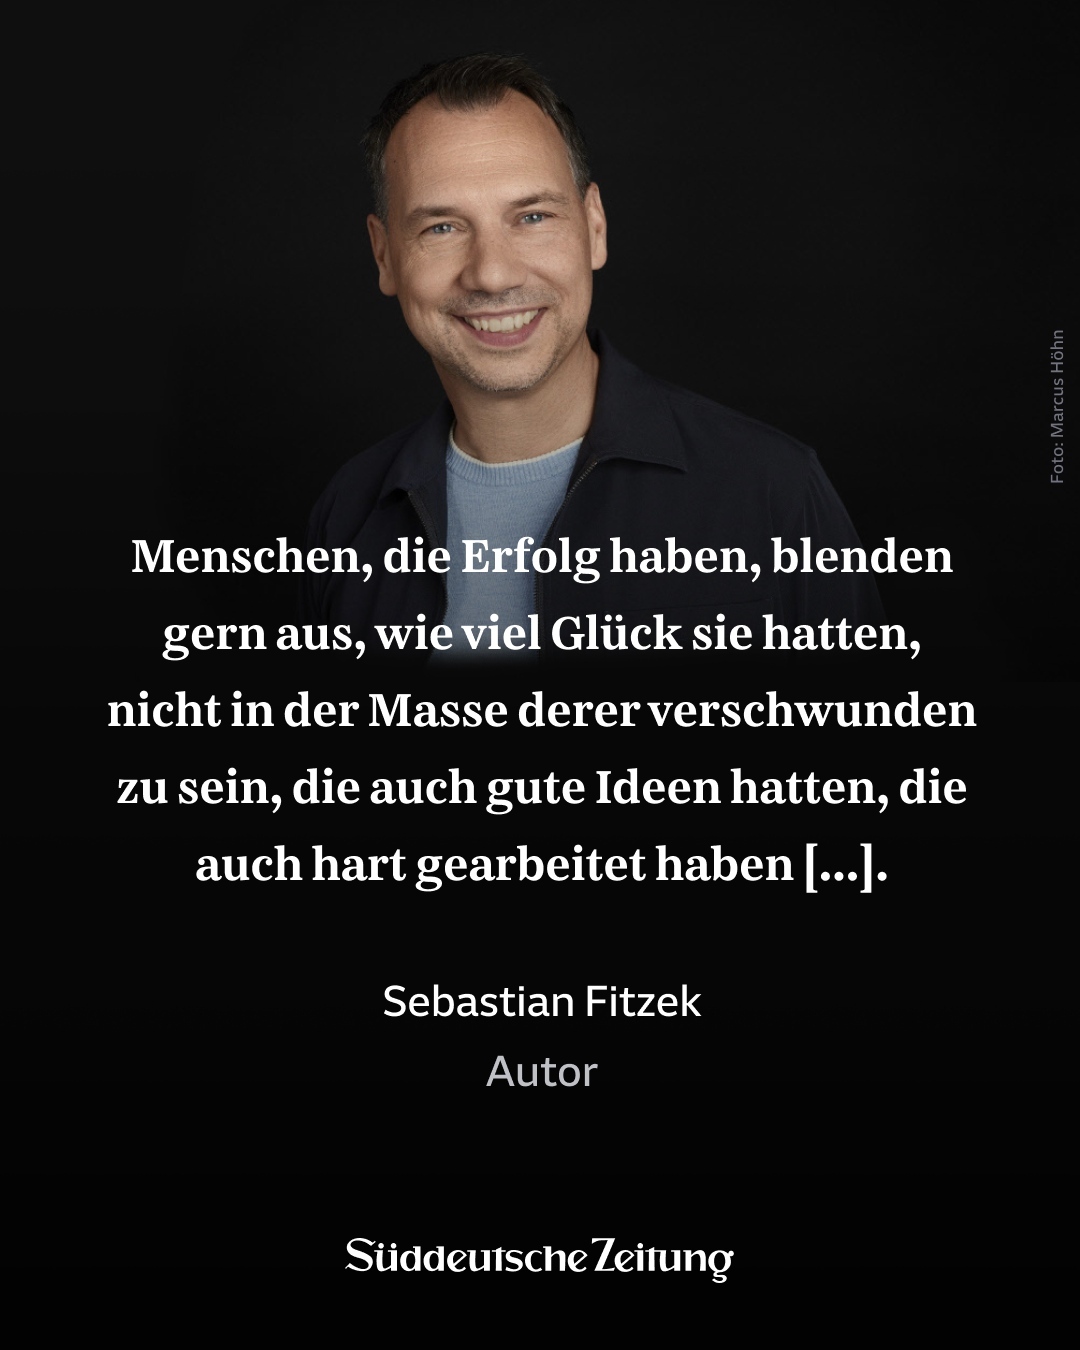 Foto: Marcus Höhn
Menschen, die Erfolg haben, blenden
gern aus, wie viel Glück sie hatten,
nicht in der Masse derer verschwunden
zu sein, die auch gute Ideen hatten, die
auch hart gearbeitet haben [...].
Sebastian Fitzek
Autor
Süddeutsche Zeitung